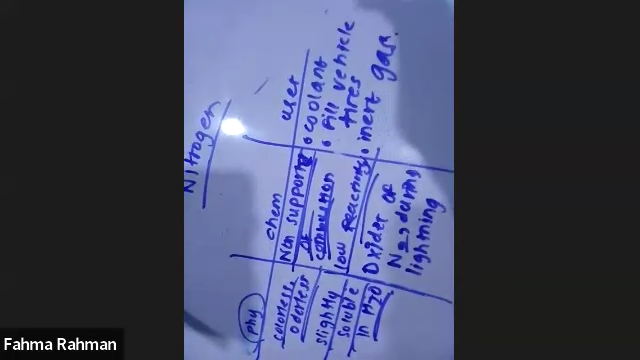 Nitrogen
phy
colorless,
odorless
slightly
soluble
in H2O
chem
Non supporter
of
combustion
low reactivity
Oxides of
N2 during
lightning
uses
• coolant
• Fill vehicle
tires
• inert gas.
Fahma Rahman